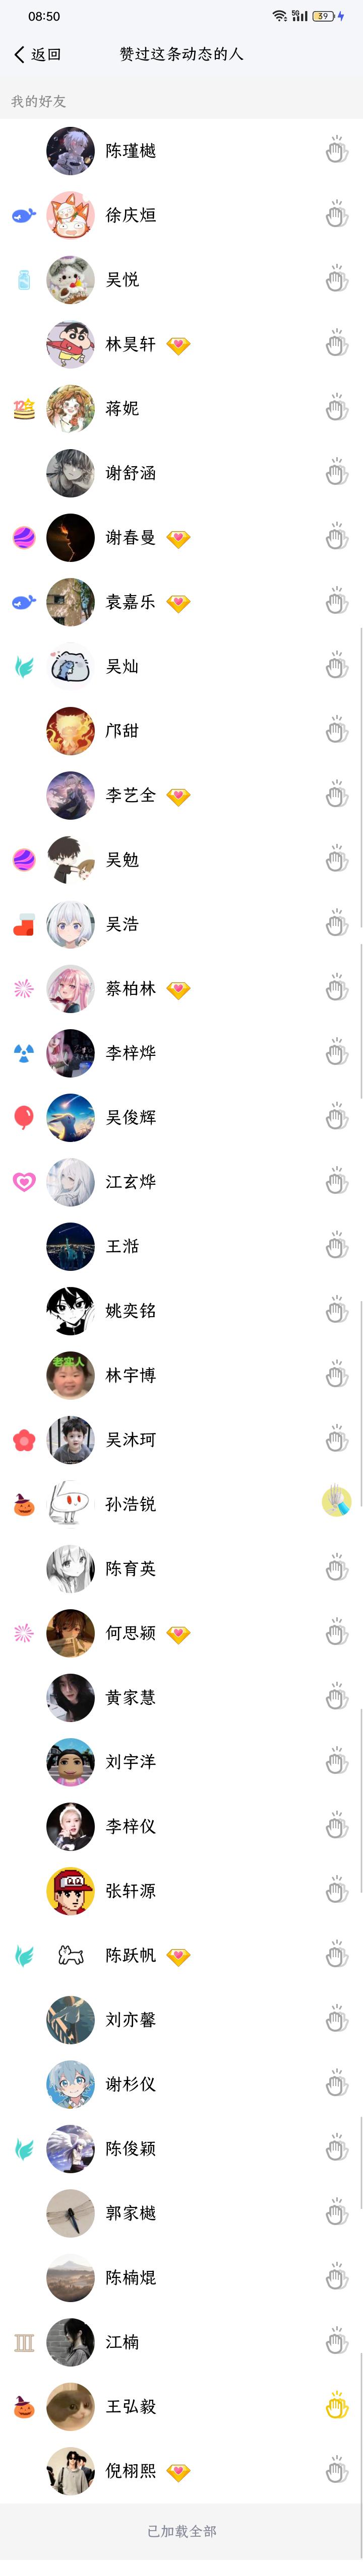 08:50
5G
39
返回
赞过这条动态的人
我的好友
陈瑾樾
徐庆烜
吴悦
林昊轩
12
蒋妮
谢舒涵
谢春曼
袁嘉乐
吴灿
邝甜
李艺全
吴勉
吴浩
蔡柏林
李梓烨
吴俊辉
江玄烨
王湉
姚奕铭
老实人
林宇博
吴沐珂
孙浩锐
陈育英
何思颖
黄家慧
刘宇洋
李梓仪
QQ
张轩源
陈跃帆
刘亦馨
谢杉仪
陈俊颖
郭家樾
陈楠焜
江楠
王弘毅
倪栩熙
已加载全部